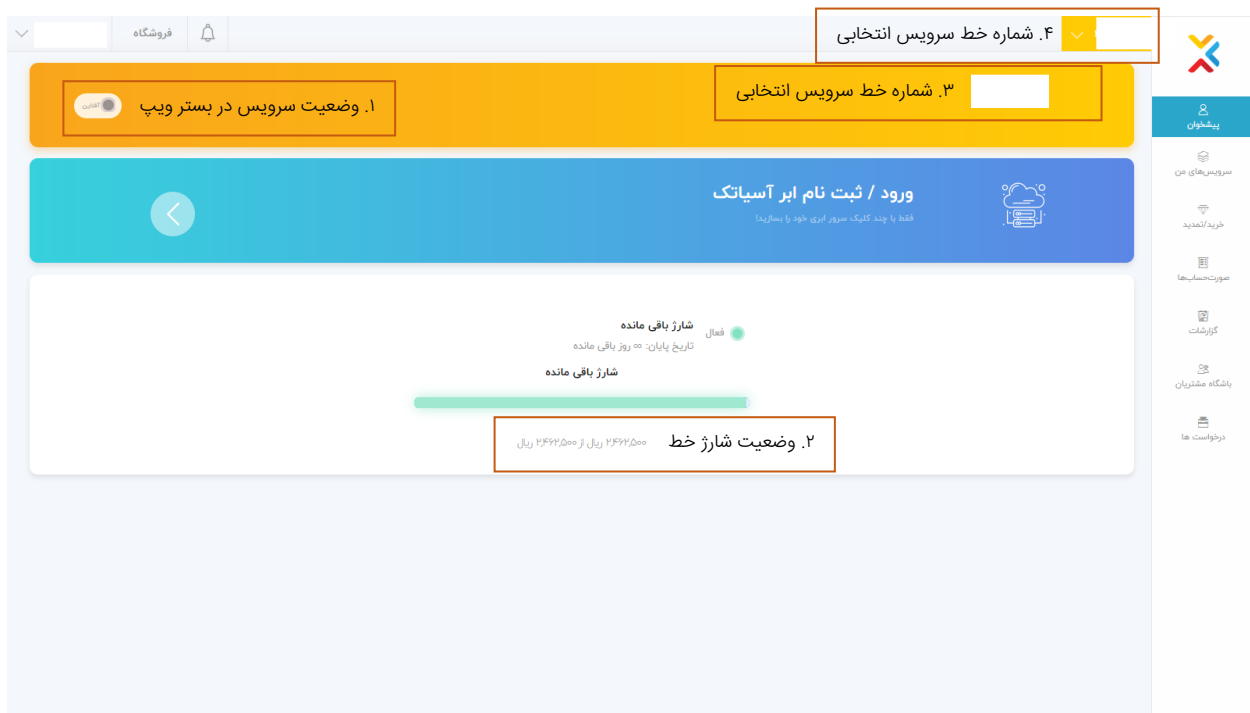 ۴. شماره خط سرویس انتخابی
فروشگاه
۳. شماره خط سرویس انتخابی
۱. وضعیت سرویس در بستر ویپ
آفلاین
پیشخوان
سرویس‌های من
خرید/تمدید
صورت‌حساب‌ها
گزارشات
باشگاه مشتریان
درخواست ها
ورود / ثبت نام ابر آسیاتک
فقط با چند کلیک سرور ابری خود را بسازید!
فعال
شارژ باقی مانده
تاریخ پایان: ∞ روز باقی مانده
شارژ باقی مانده
۲. وضعیت شارژ خط
۲,۴۶۲,۵۰۰ ریال از ۲,۴۶۲,۵۰۰ ریال